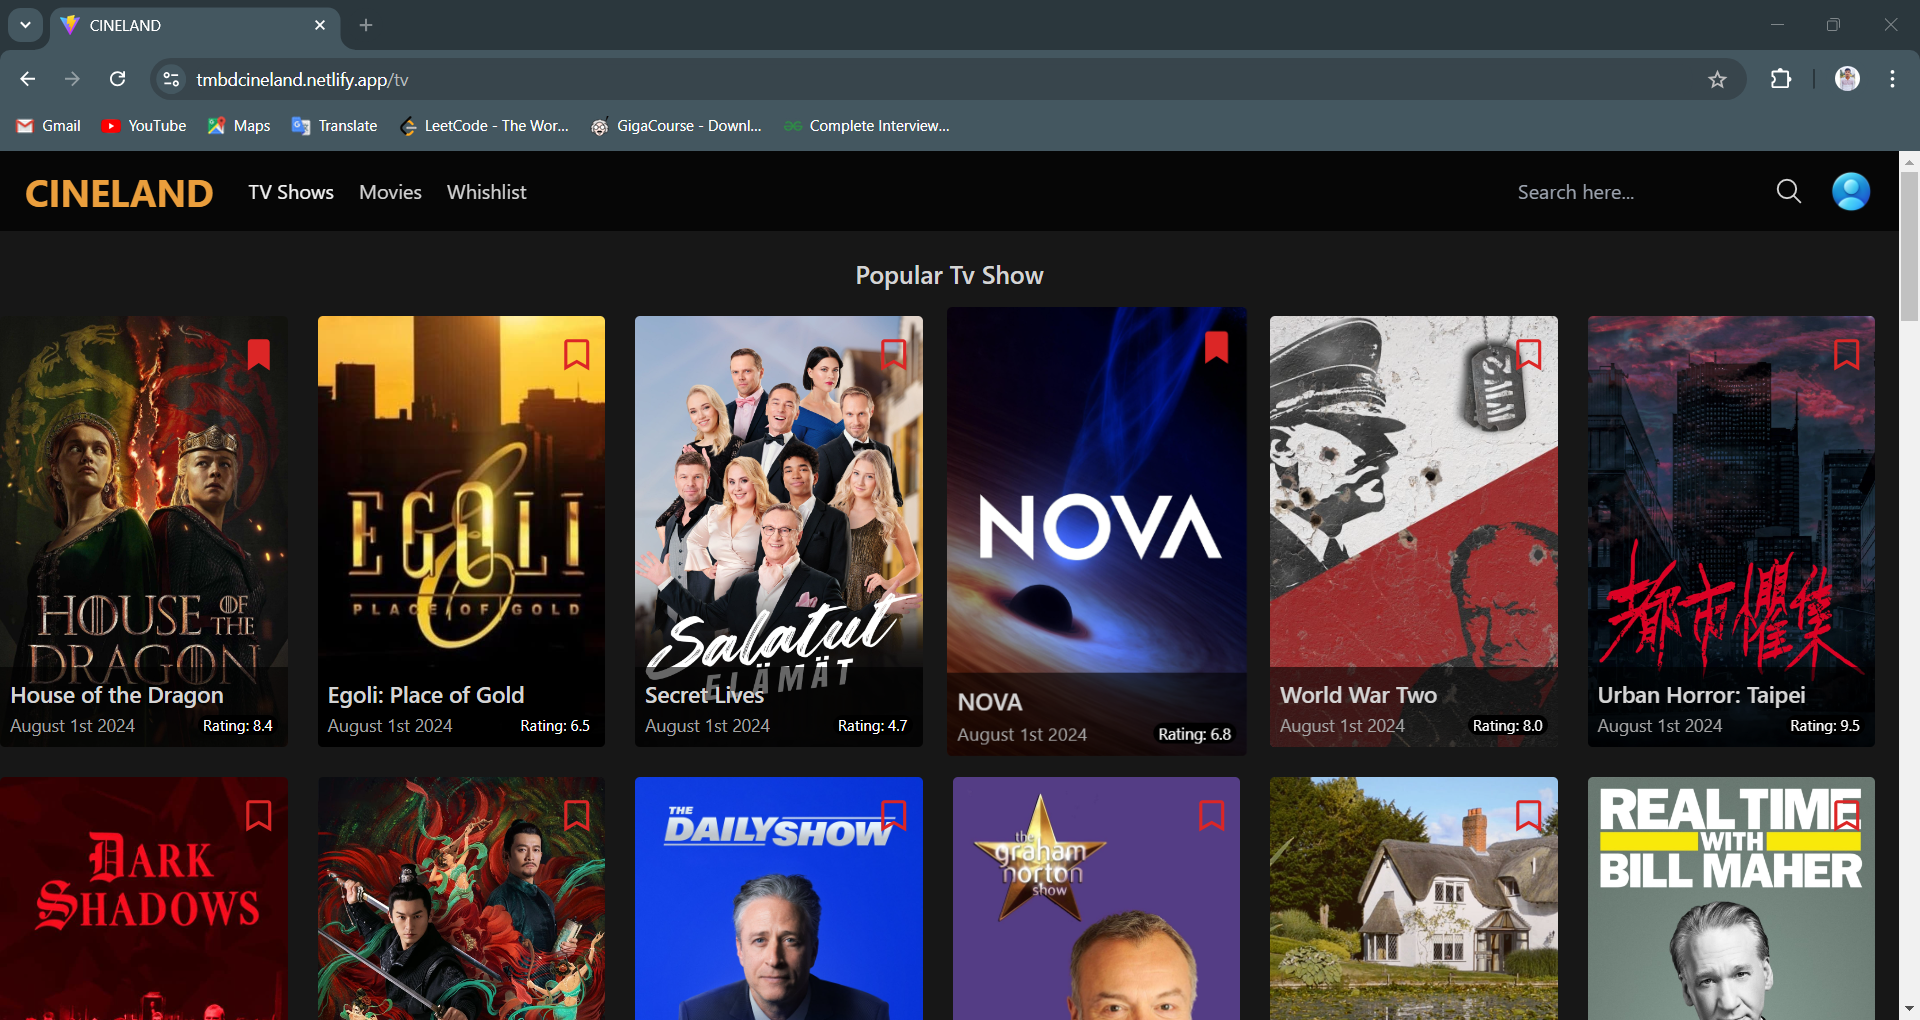 CINELAND
tmbdcineland.netlify.app/tv
Gmail
YouTube
Maps
Translate
LeetCode - The Wor...
GigaCourse - Downl...
Complete Interview...
CINELAND
TV Shows
Movies
Whishlist
Search here...
Popular Tv Show
HOUSE OF THE
DRAGON
House of the Dragon
August 1st 2024
Rating: 8.4
EGOLI
PLACE OF GOLD
Egoli: Place of Gold
August 1st 2024
Rating: 6.5
Salatut
ELÄMÄT
Secret Lives
August 1st 2024
Rating: 4.7
NOVA
NOVA
August 1st 2024
Rating: 6.8
World War Two
August 1st 2024
Rating: 8.0
都市懼集
Urban Horror: Taipei
August 1st 2024
Rating: 9.5
DARK
SHADOWS
THE
DAILY SHOW
the
graham
norton
show
REAL TIME
WITH
BILL MAHER